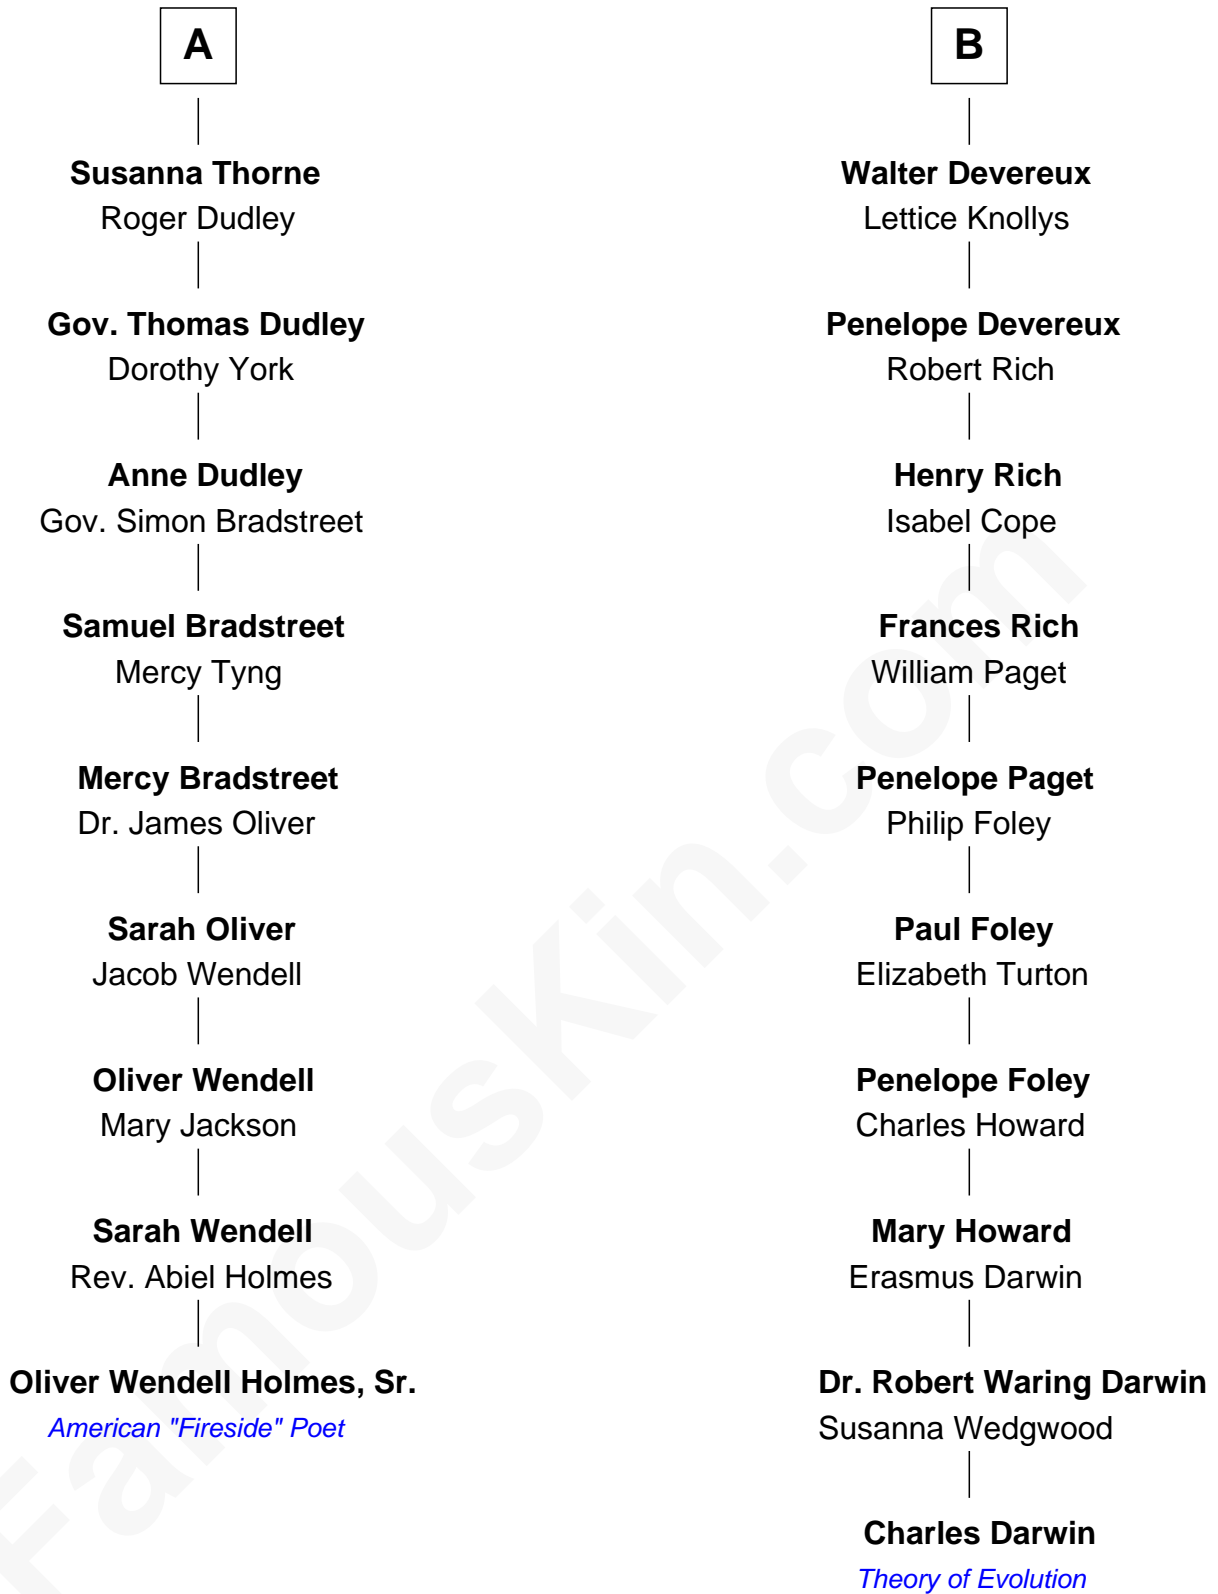 A
Susanna Thorne
Roger Dudley
Gov. Thomas Dudley
Dorothy York
Anne Dudley
Gov. Simon Bradstreet
Samuel Bradstreet
Mercy Tyng
Mercy Bradstreet
Dr. James Oliver
Sarah Oliver
Jacob Wendell
Oliver Wendell
Mary Jackson
Sarah Wendell
Rev. Abiel Holmes
Oliver Wendell Holmes, Sr.
American "Fireside" Poet
B
Walter Devereux
Lettice Knollys
Penelope Devereux
Robert Rich
Henry Rich
Isabel Cope
Frances Rich
William Paget
Penelope Paget
Philip Foley
Paul Foley
Elizabeth Turton
Penelope Foley
Charles Howard
Mary Howard
Erasmus Darwin
Dr. Robert Waring Darwin
Susanna Wedgwood
Charles Darwin
Theory of Evolution
FamousKin.com